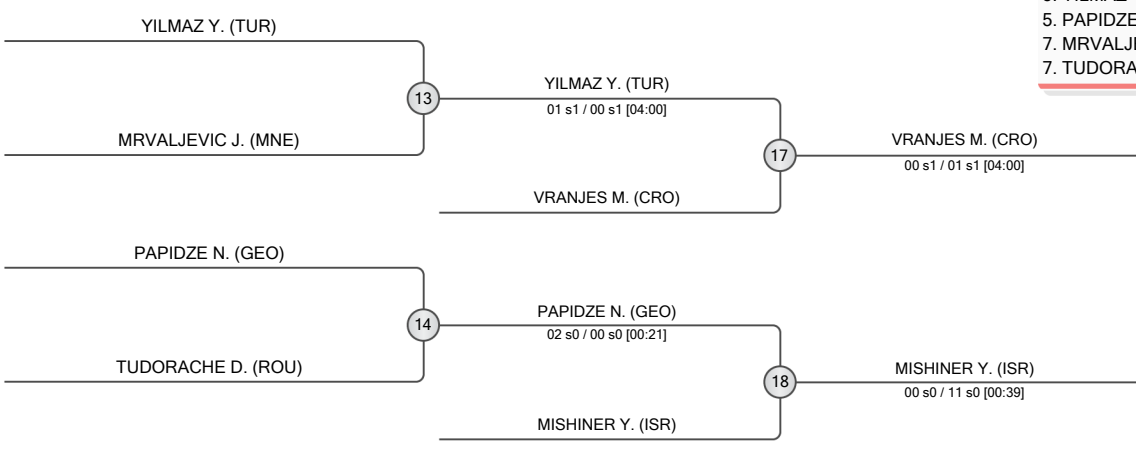 5. PAPIDZE
7. MRVALJE
7. TUDORA
YILMAZ Y. (TUR)
13
YILMAZ Y. (TUR)
01 s1 / 00 s1 [04:00]
MRVALJEVIC J. (MNE)
17
VRANJES M. (CRO)
00 s1 / 01 s1 [04:00]
VRANJES M. (CRO)
PAPIDZE N. (GEO)
14
PAPIDZE N. (GEO)
02 s0 / 00 s0 [00:21]
TUDORACHE D. (ROU)
18
MISHINER Y. (ISR)
00 s0 / 11 s0 [00:39]
MISHINER Y. (ISR)